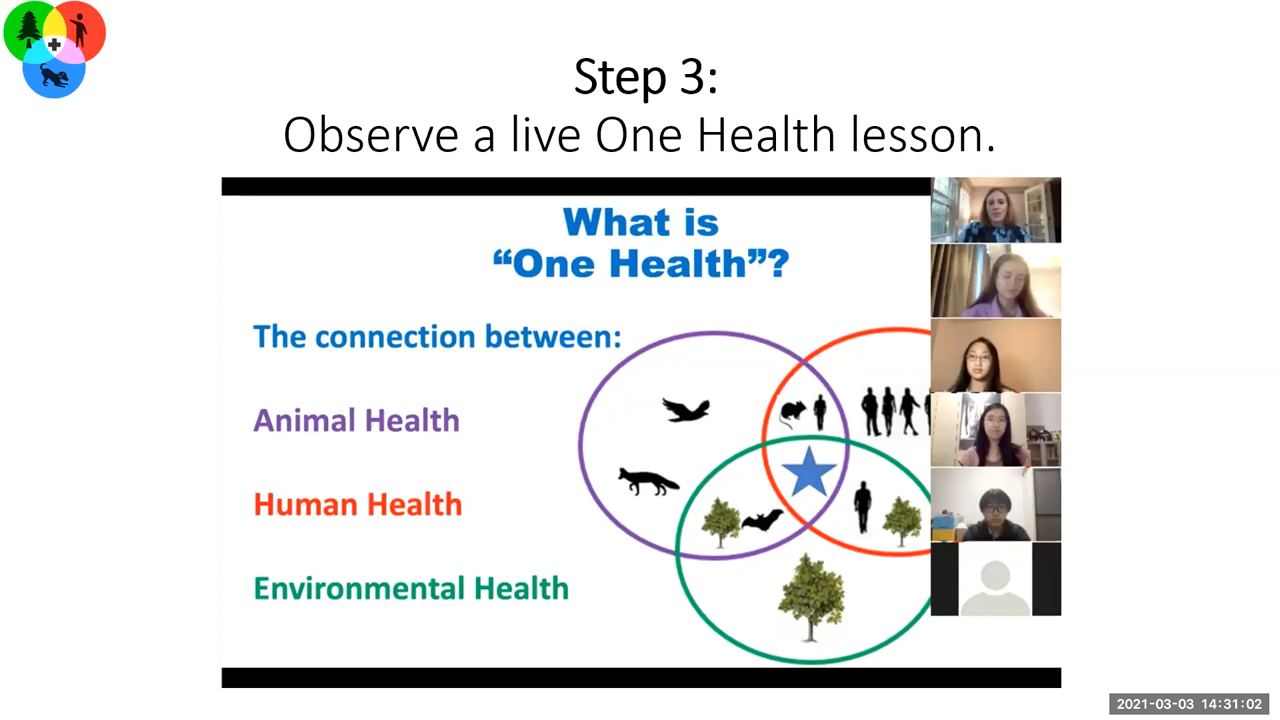 Step 3:
Observe a live One Health lesson.
What is
“One Health”?
The connection between:
Animal Health
Human Health
Environmental Health
2021-03-03 14:31:02